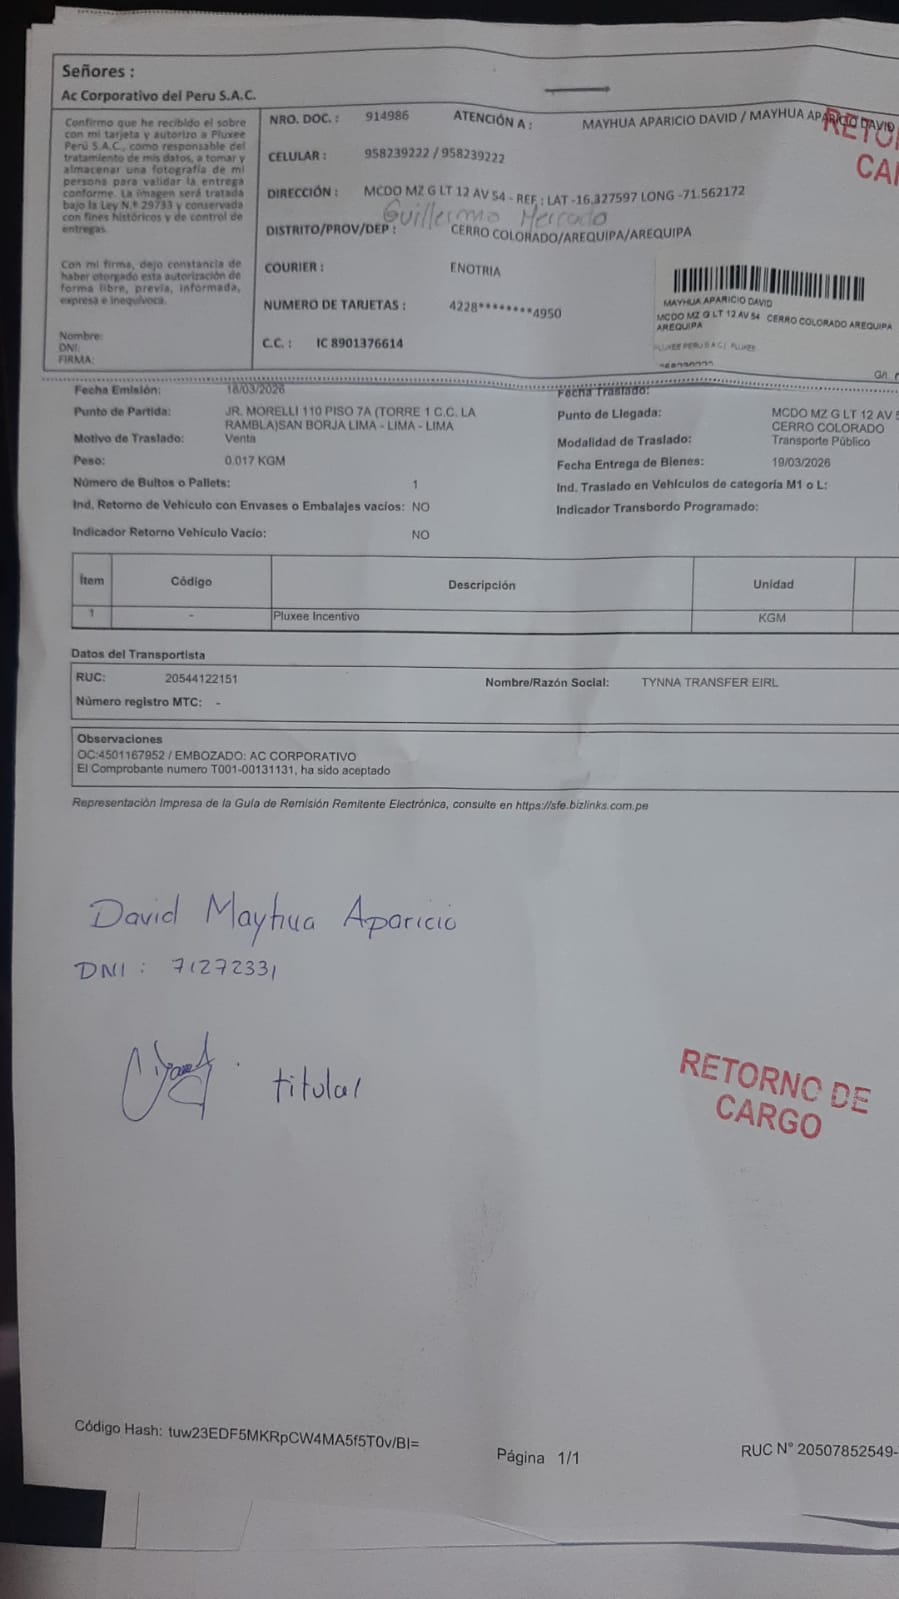 Señores :
Ac Corporativo del Peru S.A.C.
Confirmo que he recibido el sobre
con mi tarjeta y autorizo a Pluxee
Perú S.A.C., como responsable del
tratamiento de mis datos, a tomar y
almacenar una fotografía de mi
persona para validar la entrega
conforme. La imagen será tratada
bajo la Ley N.º 29733 y conservada
con fines históricos y de control de
entregas.
Con mi firma, dejo constancia de
haber otorgado esta autorización de
forma libre, previa, informada,
expresa e inequívoca.
Nombre:
DNI:
FIRMA:
NRO. DOC. : 914986 ATENCIÓN A : MAYHUA APARICIO DAVID / MAYHUA APARICIO DAVID
CELULAR : 958239222 / 958239222
DIRECCIÓN : MCDO MZ G LT 12 AV 54 - REF : LAT -16.327597 LONG -71.562172
Guillermo Mercado
DISTRITO/PROV/DEP : CERRO COLORADO/AREQUIPA/AREQUIPA
COURIER : ENOTRIA
NUMERO DE TARJETAS : 4228********4950
C.C. : IC 8901376614
RETO
CA
MAYHUA APARICIO DAVID
MCDO MZ G LT 12 AV 54 CERRO COLORADO AREQUIPA
AREQUIPA
PLUXEE PERU S A C | PLUXEE
Fecha Emisión: 18/03/2026
Punto de Partida: JR. MORELLI 110 PISO 7A (TORRE 1 C.C. LA
RAMBLA)SAN BORJA LIMA - LIMA - LIMA
Motivo de Traslado: Venta
Peso: 0.017 KGM
Número de Bultos o Pallets: 1
Ind. Retorno de Vehículo con Envases o Embalajes vacíos: NO
Indicador Retorno Vehículo Vacío: NO
Fecha Traslado:
Punto de Llegada: MCDO MZ G LT 12 AV 5
CERRO COLORADO
Modalidad de Traslado: Transporte Público
Fecha Entrega de Bienes: 19/03/2026
Ind. Traslado en Vehículos de categoría M1 o L:
Indicador Transbordo Programado:
Ítem Código Descripción Unidad
1 - Pluxee Incentivo KGM
Datos del Transportista
RUC: 20544122151 Nombre/Razón Social: TYNNA TRANSFER EIRL
Número registro MTC: -
Observaciones
OC:4501167952 / EMBOZADO: AC CORPORATIVO
El Comprobante numero T001-00131131, ha sido aceptado
Representación Impresa de la Guía de Remisión Remitente Electrónica, consulte en https://sfe.bizlinks.com.pe
David Mayhua Aparicio
DNI : 71272331
titular
RETORNO DE
CARGO
Código Hash: tuw23EDF5MKRpCW4MA5f5T0v/BI=
Página 1/1
RUC N° 20507852549-